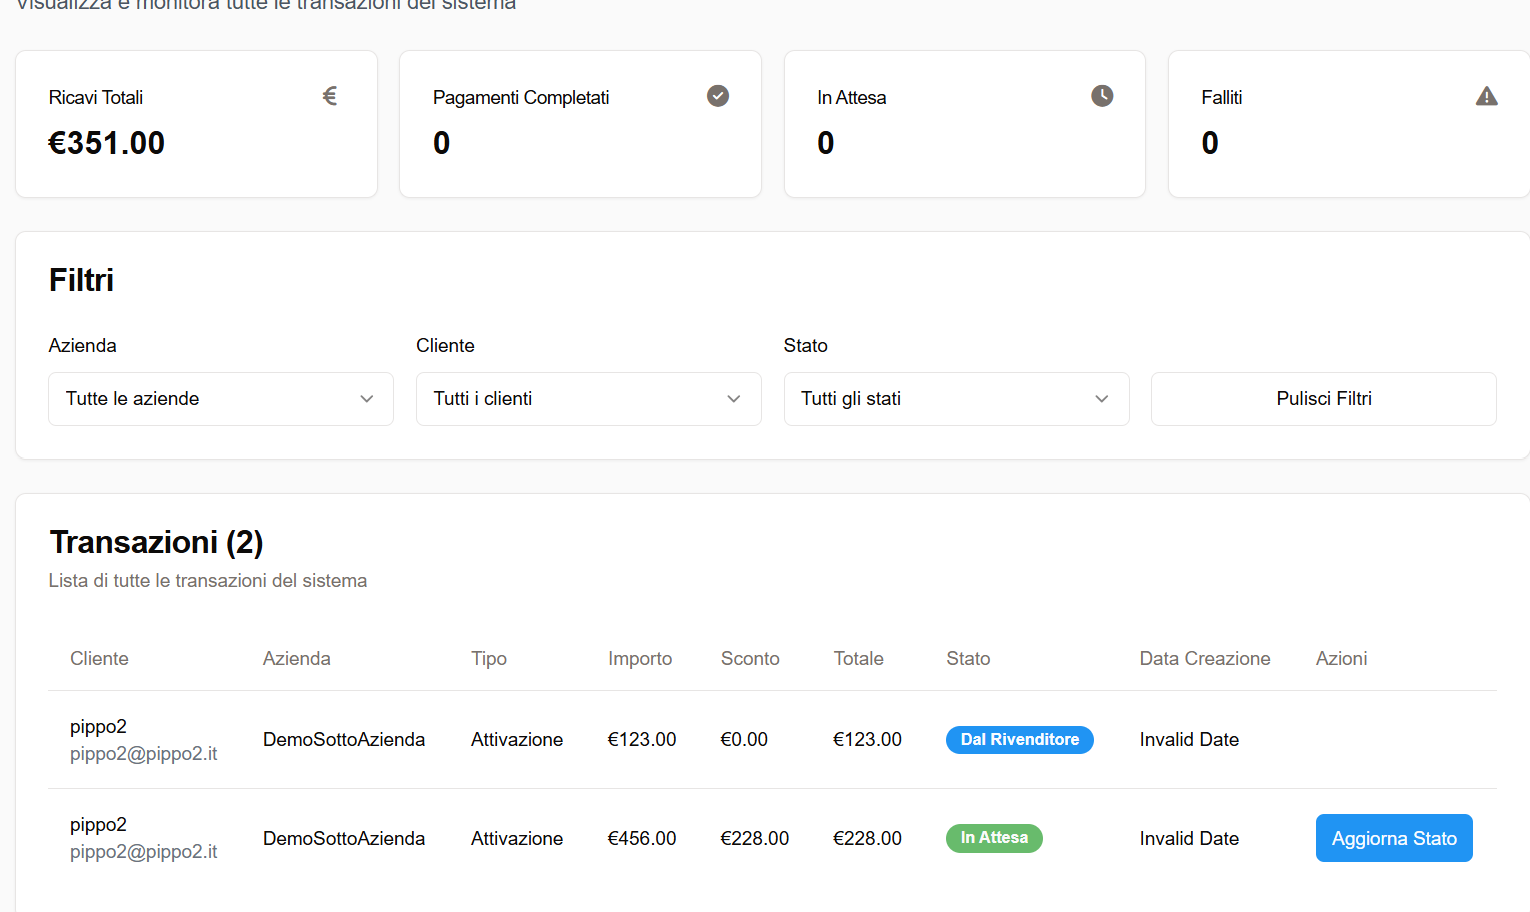 Visualizza e monitora tutte le transazioni del sistema
Ricavi Totali €
€351.00
Pagamenti Completati
0
In Attesa
0
Falliti
0
Filtri
Azienda Cliente Stato
Tutte le aziende Tutti i clienti Tutti gli stati Pulisci Filtri
Transazioni (2)
Lista di tutte le transazioni del sistema
Cliente Azienda Tipo Importo Sconto Totale Stato Data Creazione Azioni
pippo2
pippo2@pippo2.it DemoSottoAzienda Attivazione €123.00 €0.00 €123.00 Dal Rivenditore Invalid Date
pippo2
pippo2@pippo2.it DemoSottoAzienda Attivazione €456.00 €228.00 €228.00 In Attesa Invalid Date Aggiorna Stato